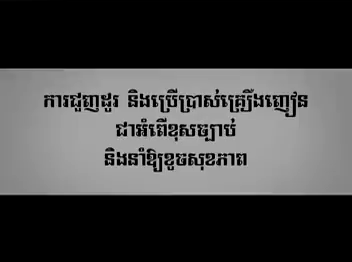 ការជួញដូរ និងប្រើប្រាស់គ្រឿងញៀន
ជាអំពើខុសច្បាប់
និងនាំឱ្យខូចសុខភាព